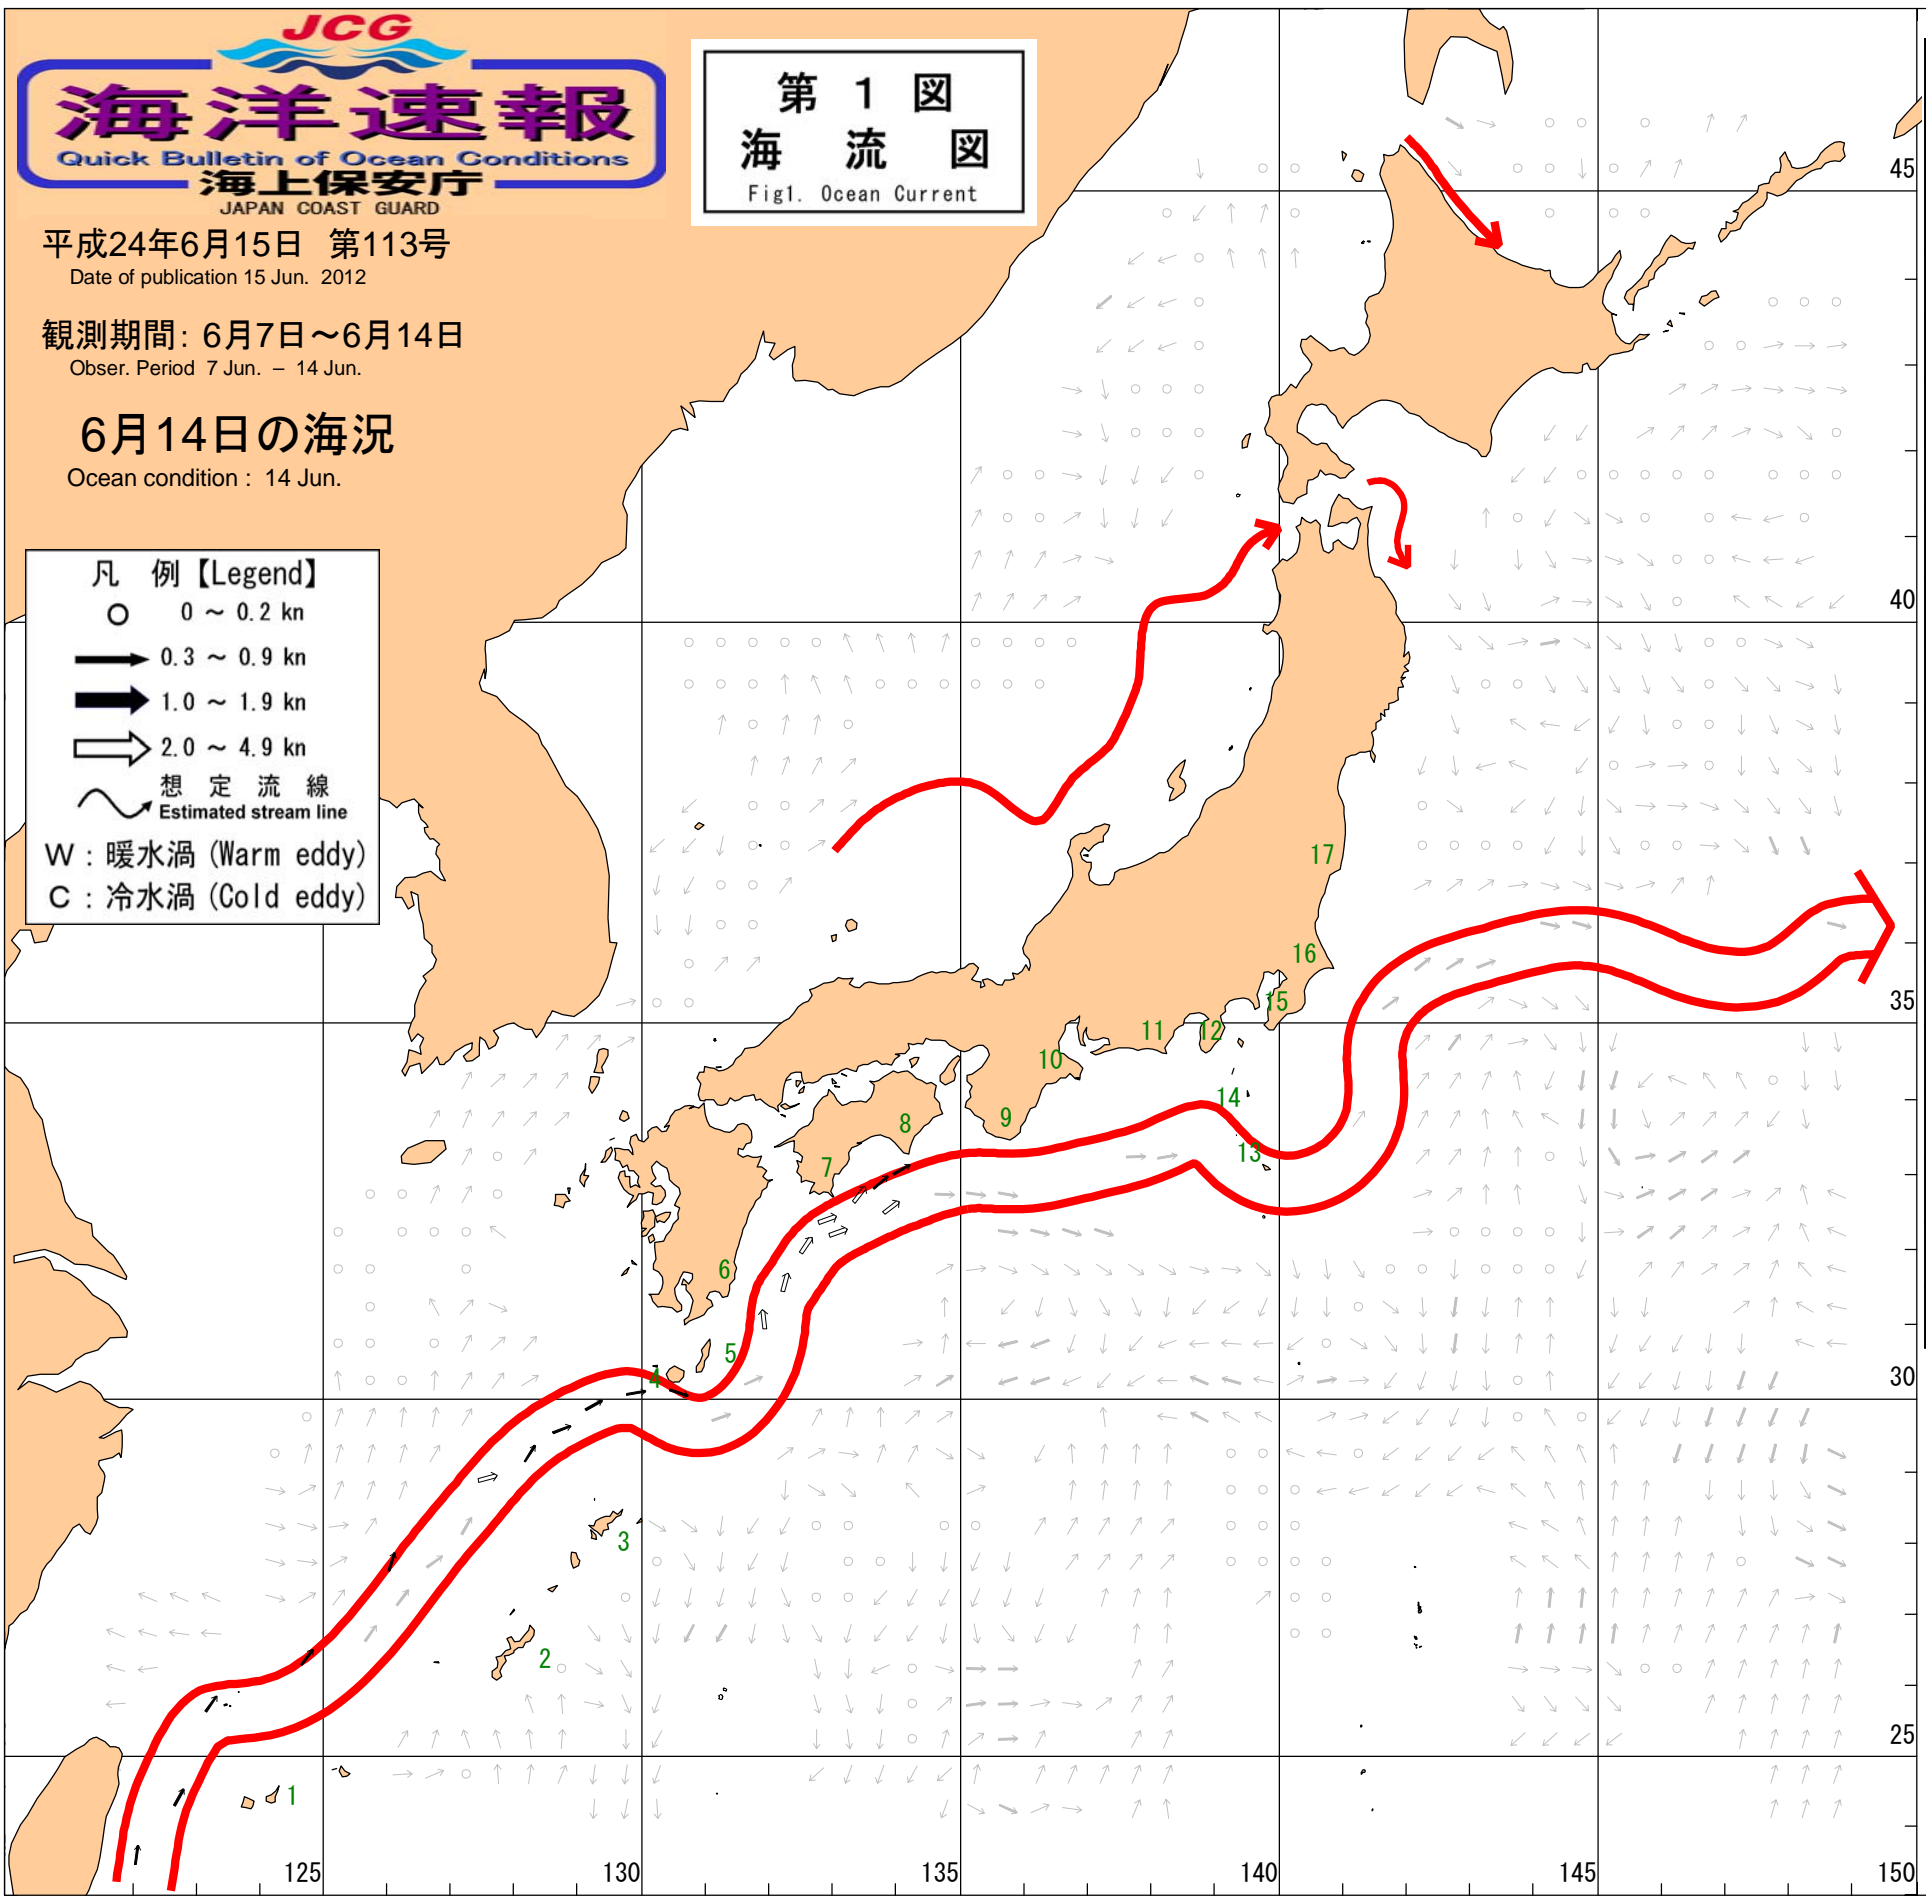 JCG
海洋速報
Quick Bulletin of Ocean Conditions
海上保安庁
JAPAN COAST GUARD
第 1 図
海 流 図
Fig1. Ocean Current
平成24年6月15日 第113号
Date of publication 15 Jun. 2012
観測期間: 6月7日～6月14日
Obser. Period 7 Jun. – 14 Jun.
6月14日の海況
Ocean condition : 14 Jun.
凡 例【Legend】
0 ～ 0.2 kn
0.3 ～ 0.9 kn
1.0 ～ 1.9 kn
2.0 ～ 4.9 kn
想 定 流 線
Estimated stream line
W : 暖水渦 (Warm eddy)
C : 冷水渦 (Cold eddy)
45
40
17
16
35
15
12
11
10
14
9
8
13
7
6
5
4
30
3
2
25
1
125
130
135
140
145
150